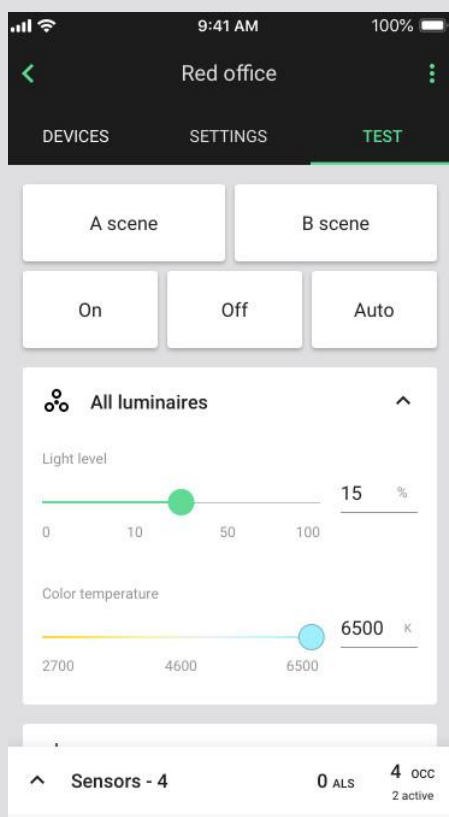 9:41 AM 100%
Red office
DEVICES SETTINGS TEST
A scene B scene
On Off Auto
All luminaires
Light level
15 %
0 10 50 100
Color temperature
6500 K
2700 4600 6500
Sensors - 4 0 ALS 4 OCC
2 active